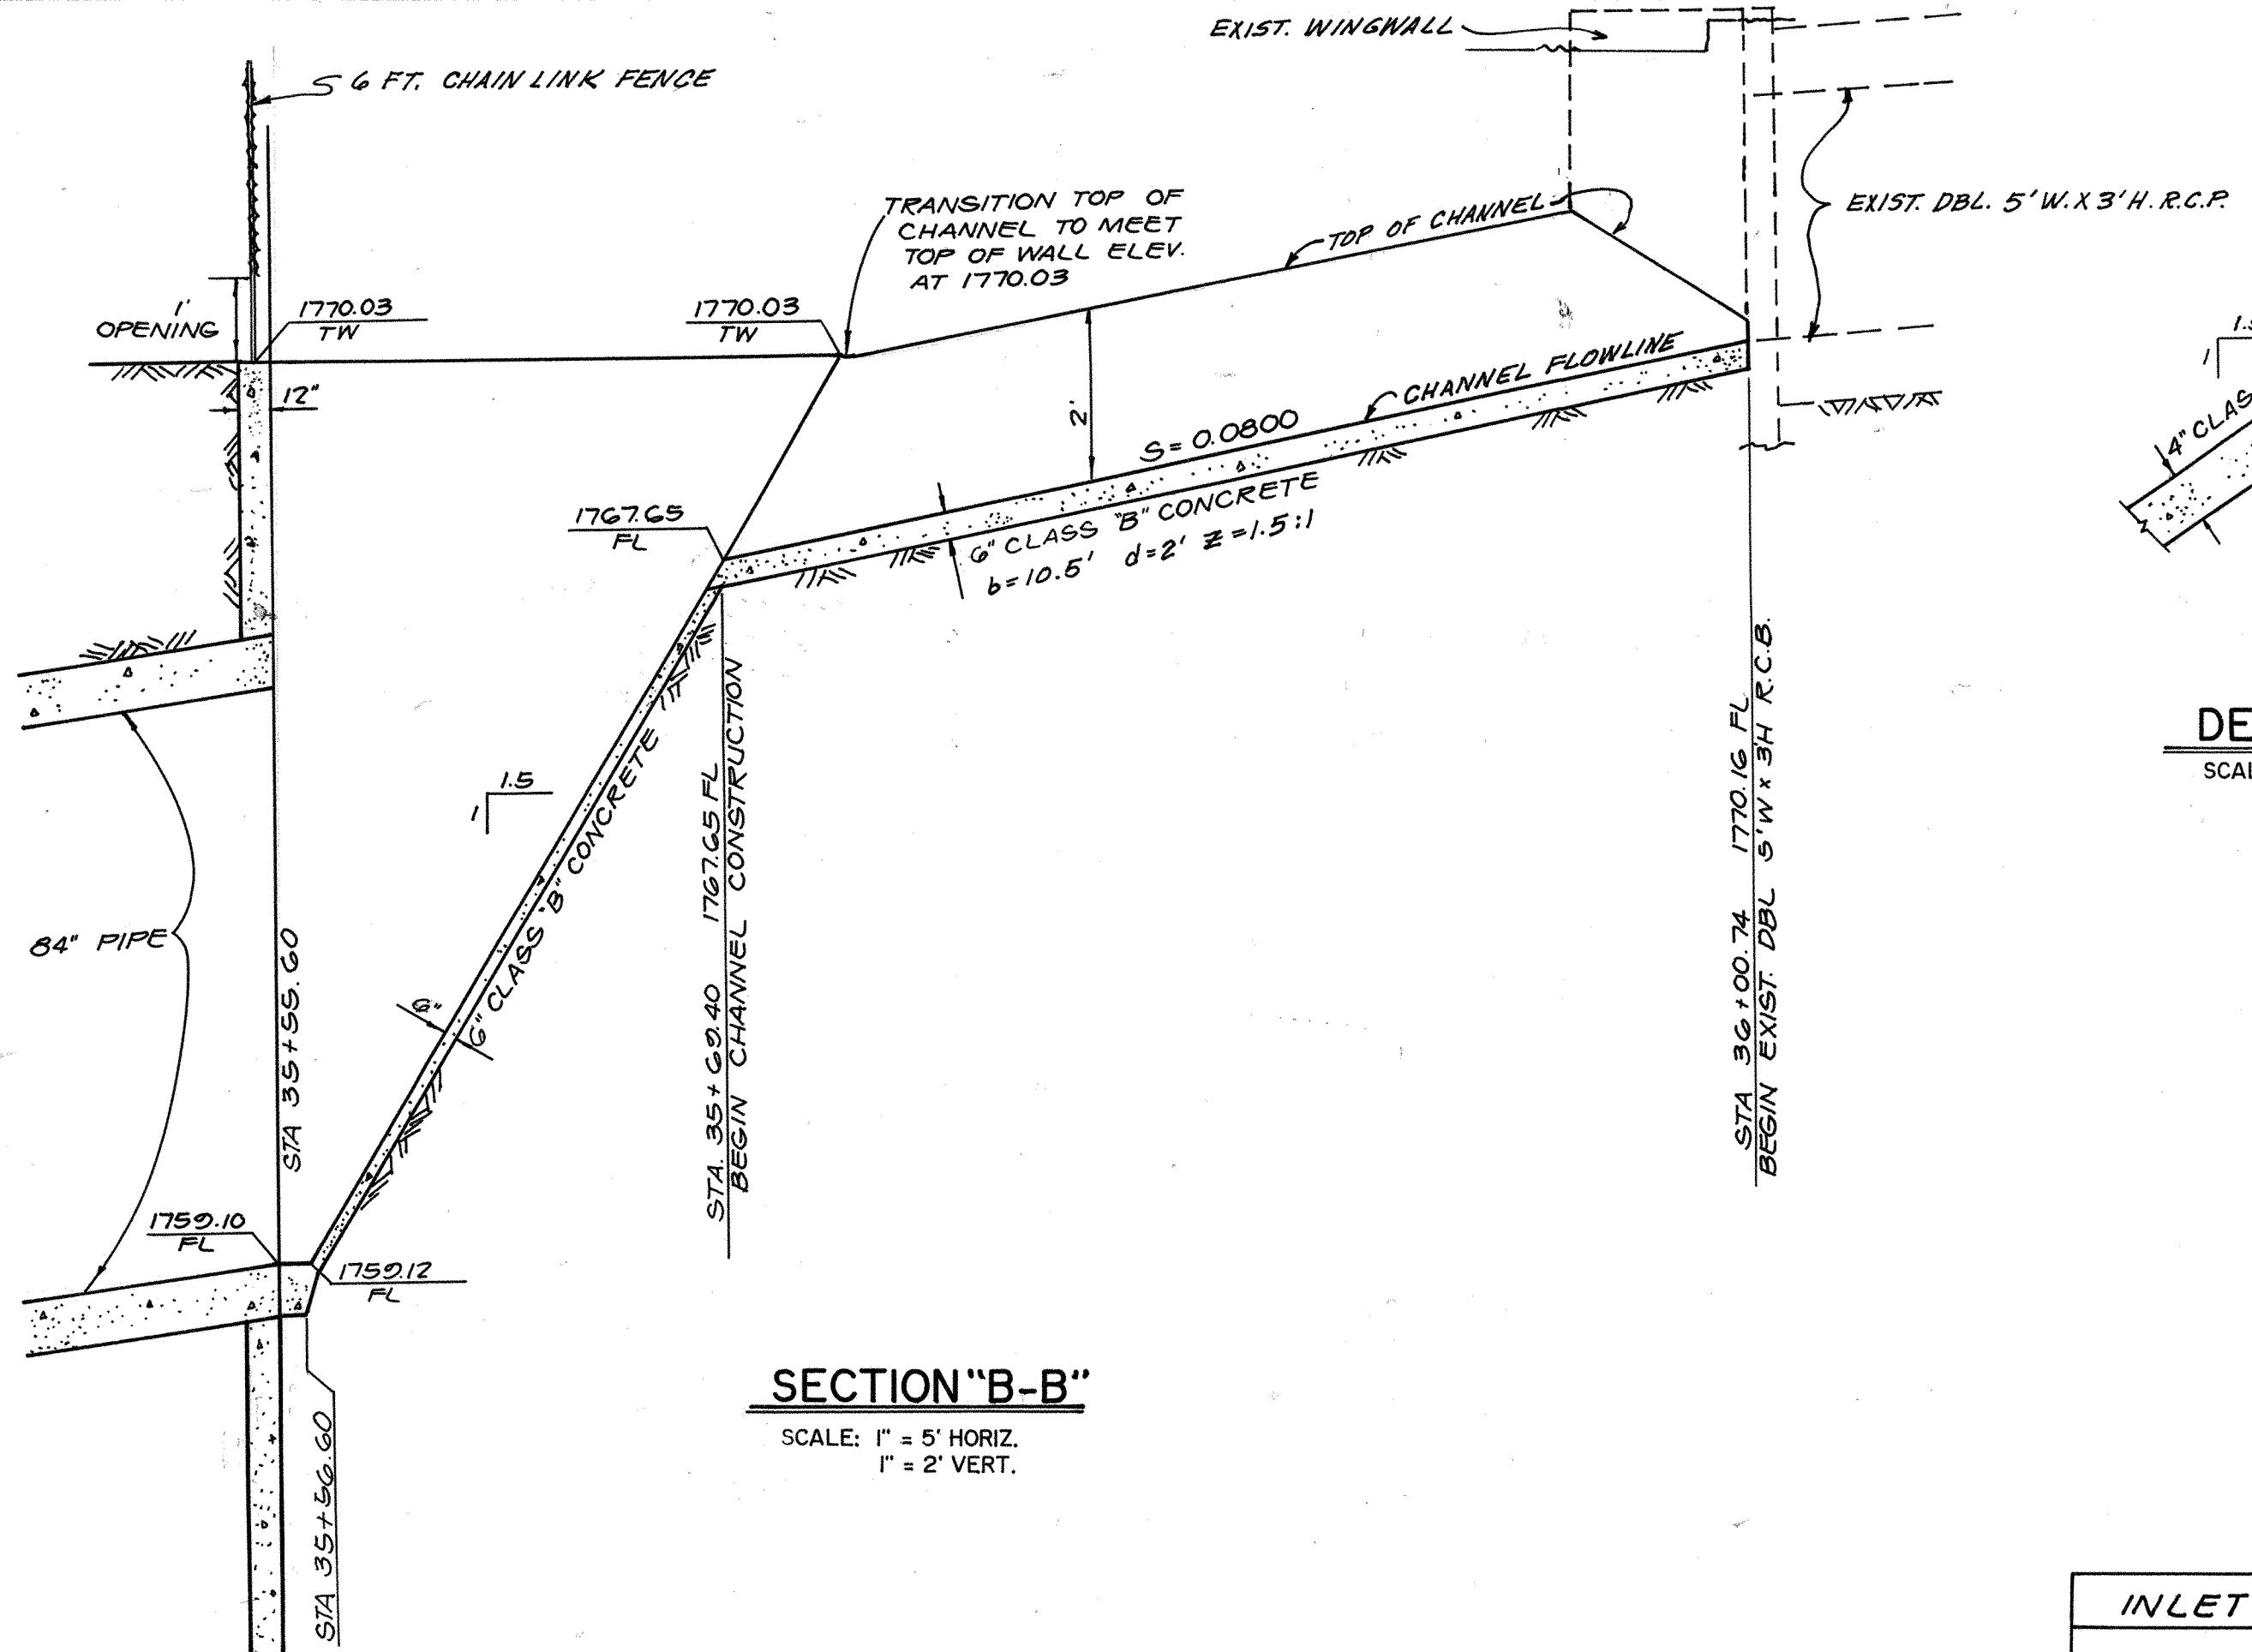 EXIST. WINGWALL
6 FT. CHAIN LINK FENCE
EXIST. DBL. 5'W. X 3'H. R.C.P.
TRANSITION TOP OF
CHANNEL TO MEET
TOP OF WALL ELEV.
AT 1770.03
TOP OF CHANNEL
1'
OPENING
1770.03
TW
1770.03
TW
12"
2'
CHANNEL FLOWLINE
S = 0.0800
6" CLASS "B" CONCRETE
b=10.5' d=2' Z=1.5:1
1767.65
FL
1
4" CLAS
1.5
1
6"
6" CLASS "B" CONCRETE
84" PIPE
STA 35+55.60
STA. 35+69.40 1767.65 FL
BEGIN CHANNEL CONSTRUCTION
STA 36+00.74 1770.16 FL
BEGIN EXIST. DBL 5'W x 3'H R.C.B.
DE
SCAL
1759.10
FL
1759.12
FL
STA 35+56.60
SECTION "B-B"
SCALE: 1" = 5' HORIZ.
1" = 2' VERT.
INLET